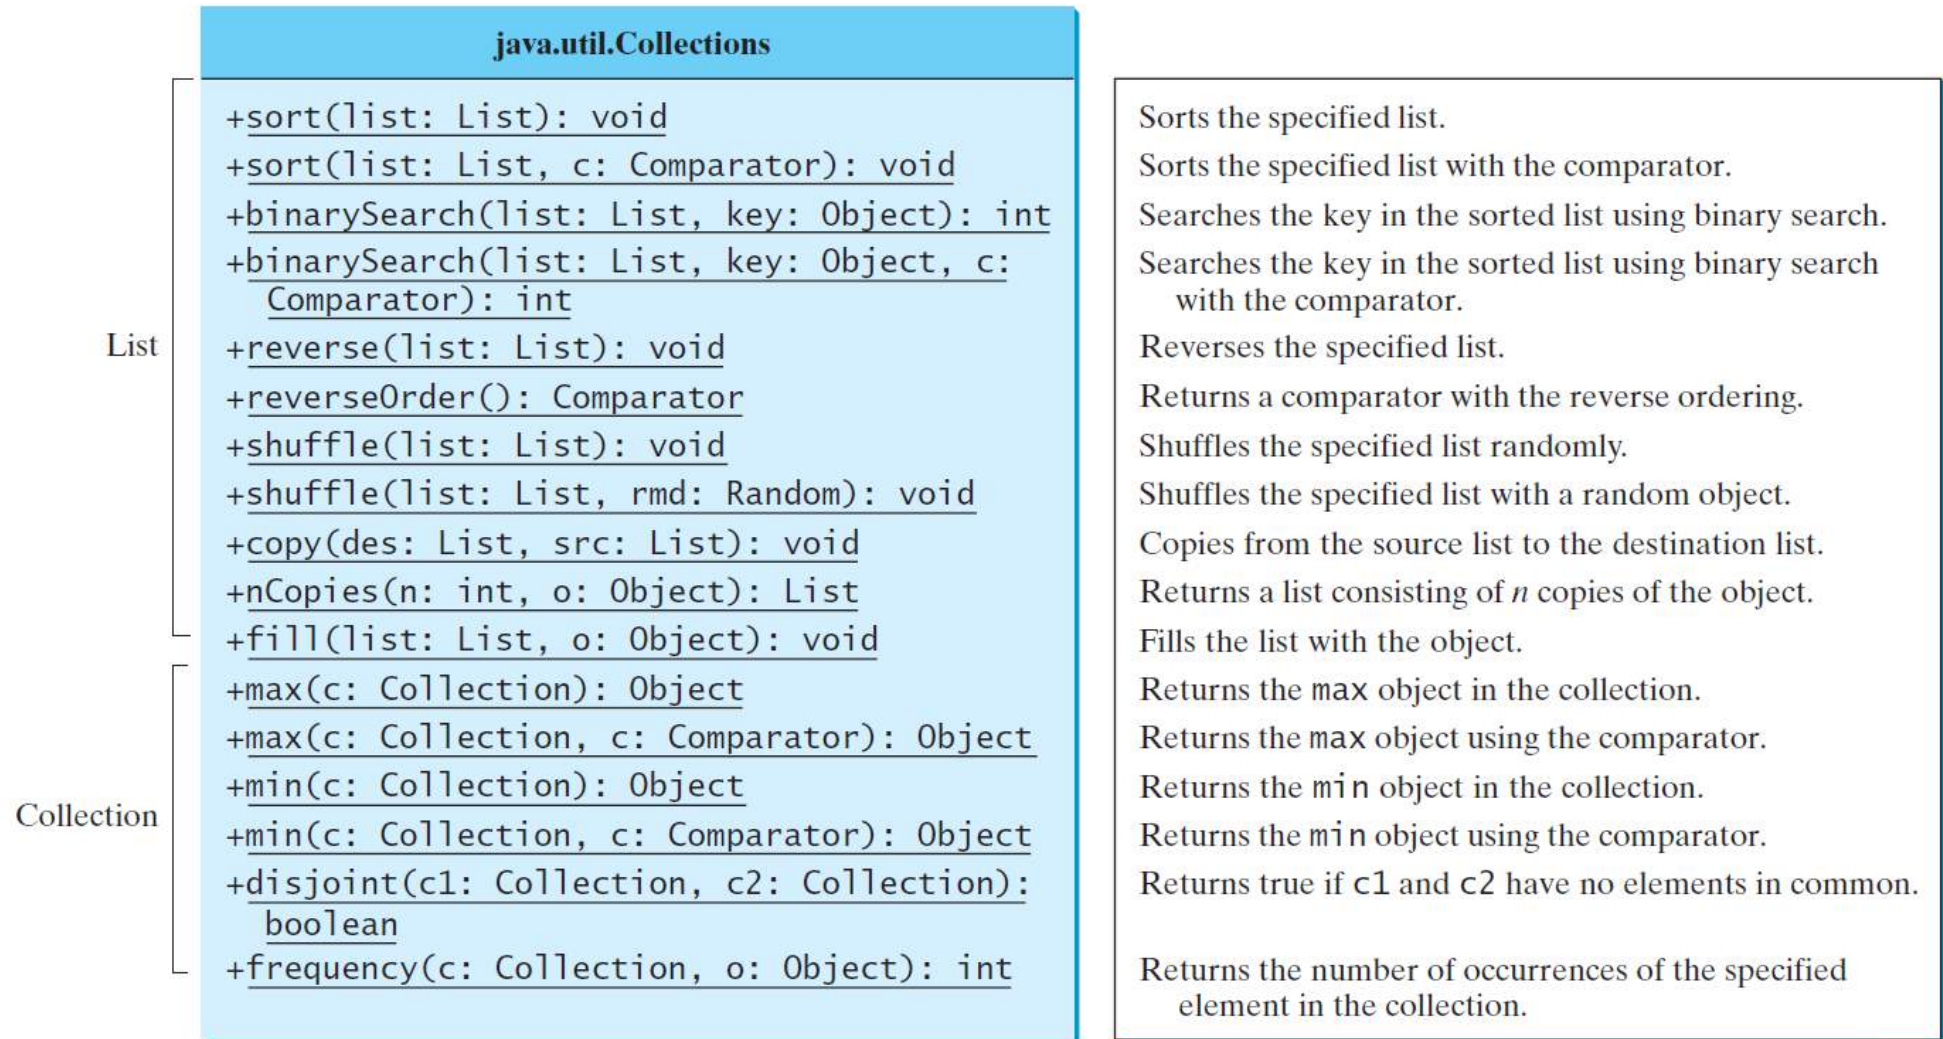 java.util.Collections
List
+sort(list: List): void
+sort(list: List, c: Comparator): void
+binarySearch(list: List, key: Object): int
+binarySearch(list: List, key: Object, c:
Comparator): int
+reverse(list: List): void
+reverseOrder(): Comparator
+shuffle(list: List): void
+shuffle(list: List, rmd: Random): void
+copy(des: List, src: List): void
+nCopies(n: int, o: Object): List
+fill(list: List, o: Object): void
Collection
+max(c: Collection): Object
+max(c: Collection, c: Comparator): Object
+min(c: Collection): Object
+min(c: Collection, c: Comparator): Object
+disjoint(c1: Collection, c2: Collection):
boolean
+frequency(c: Collection, o: Object): int
Sorts the specified list.
Sorts the specified list with the comparator.
Searches the key in the sorted list using binary search.
Searches the key in the sorted list using binary search
with the comparator.
Reverses the specified list.
Returns a comparator with the reverse ordering.
Shuffles the specified list randomly.
Shuffles the specified list with a random object.
Copies from the source list to the destination list.
Returns a list consisting of n copies of the object.
Fills the list with the object.
Returns the max object in the collection.
Returns the max object using the comparator.
Returns the min object in the collection.
Returns the min object using the comparator.
Returns true if c1 and c2 have no elements in common.
Returns the number of occurrences of the specified
element in the collection.